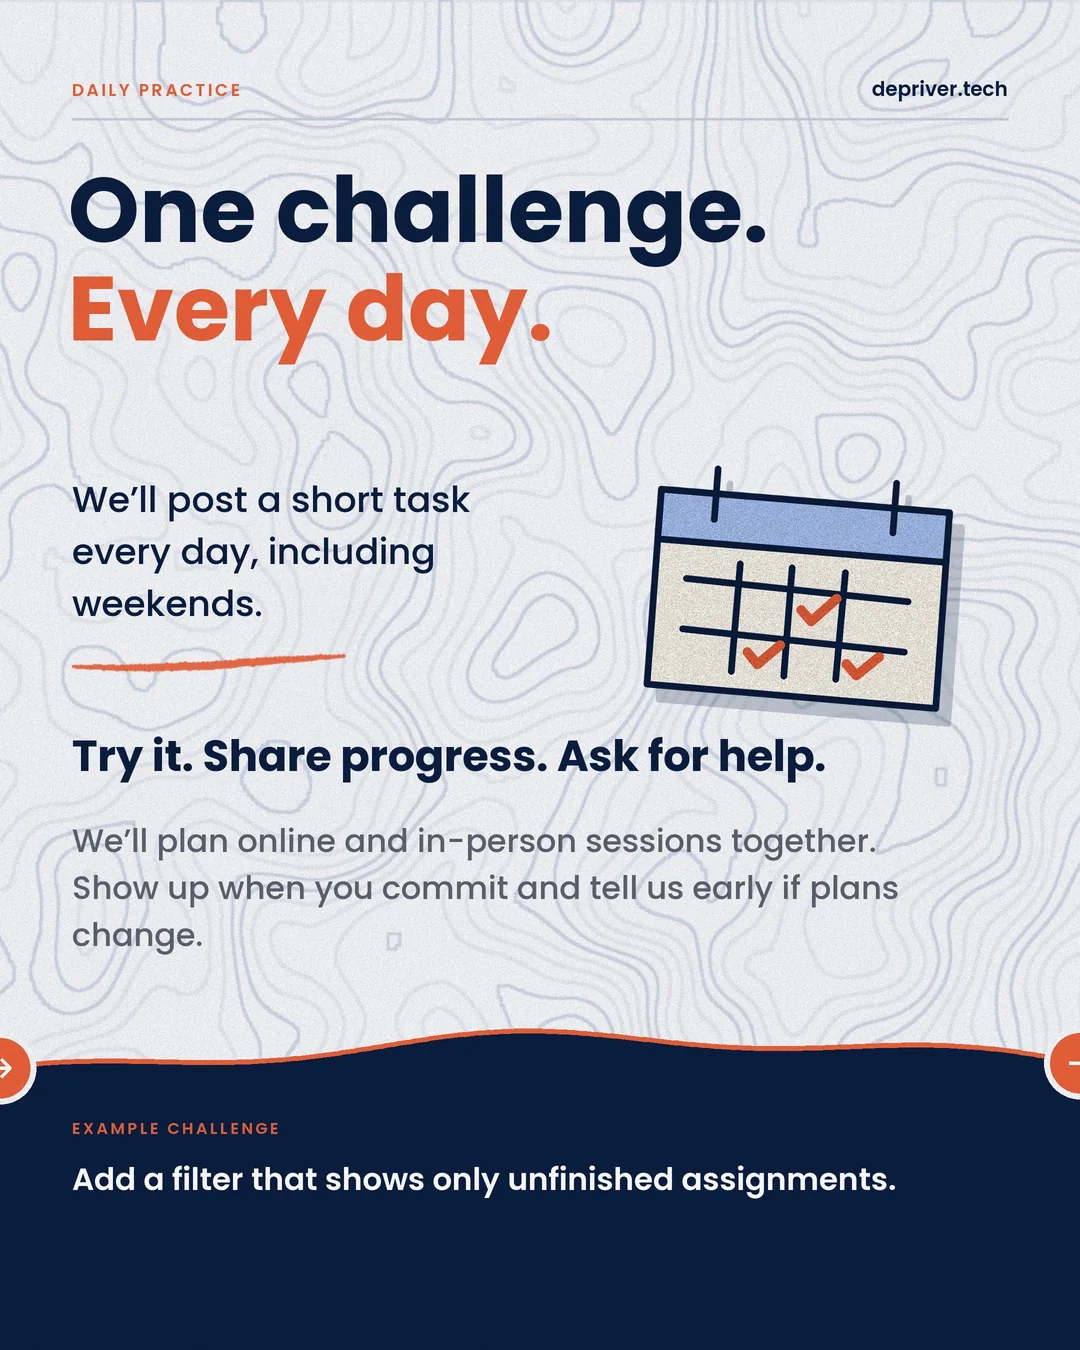 DAILY PRACTICE
depriver.tech
One challenge.
Every day.
We’ll post a short task
every day, including
weekends.
Try it. Share progress. Ask for help.
We’ll plan online and in-person sessions together.
Show up when you commit and tell us early if plans
change.
EXAMPLE CHALLENGE
Add a filter that shows only unfinished assignments.